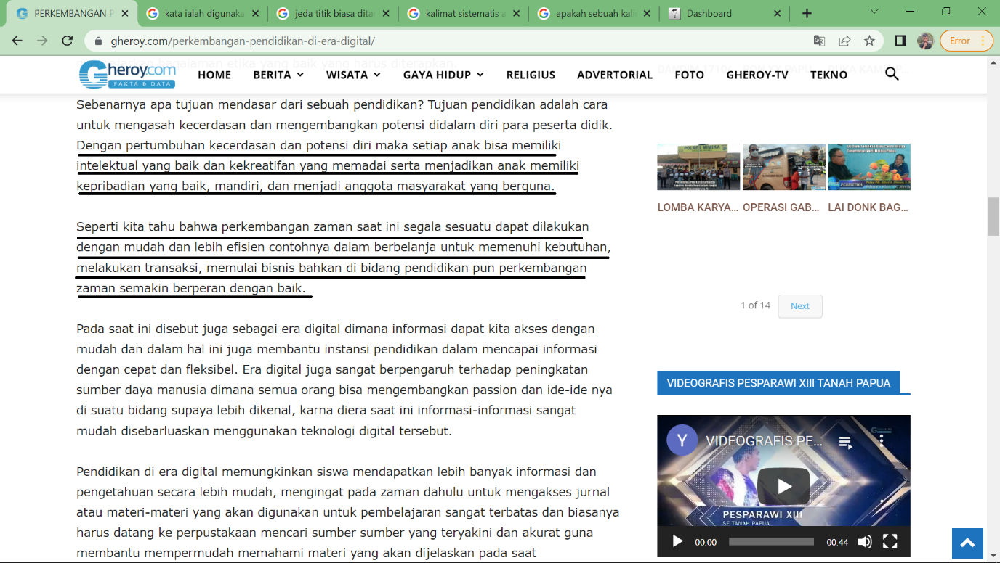 PERKEMBANGAN P
kata ialah digunaka
jeda titik biasa ditan
kalimat sistematis a
apakah sebuah kali
Dashboard
gheroy.com/perkembangan-pendidikan-di-era-digital/
Error
Gheroy.com
FAKTA & DATA
HOME
BERITA
WISATA
GAYA HIDUP
RELIGIUS
ADVERTORIAL
FOTO
GHEROY-TV
TEKNO
Sebenarnya apa tujuan mendasar dari sebuah pendidikan? Tujuan pendidikan adalah cara
untuk mengasah kecerdasan dan mengembangkan potensi didalam diri para peserta didik.
Dengan pertumbuhan kecerdasan dan potensi diri maka setiap anak bisa memiliki
intelektual yang baik dan kekreatifan yang memadai serta menjadikan anak memiliki
kepribadian yang baik, mandiri, dan menjadi anggota masyarakat yang berguna.
Seperti kita tahu bahwa perkembangan zaman saat ini segala sesuatu dapat dilakukan
dengan mudah dan lebih efisien contohnya dalam berbelanja untuk memenuhi kebutuhan,
melakukan transaksi, memulai bisnis bahkan di bidang pendidikan pun perkembangan
zaman semakin berperan dengan baik.
Pada saat ini disebut juga sebagai era digital dimana informasi dapat kita akses dengan
mudah dan dalam hal ini juga membantu instansi pendidikan dalam mencapai informasi
dengan cepat dan fleksibel. Era digital juga sangat berpengaruh terhadap peningkatan
sumber daya manusia dimana semua orang bisa mengembangkan passion dan ide-ide nya
di suatu bidang supaya lebih dikenal, karna diera saat ini informasi-informasi sangat
mudah disebarluaskan menggunakan teknologi digital tersebut.
Pendidikan di era digital memungkinkan siswa mendapatkan lebih banyak informasi dan
pengetahuan secara lebih mudah, mengingat pada zaman dahulu untuk mengakses jurnal
atau materi-materi yang akan digunakan untuk pembelajaran sangat terbatas dan biasanya
harus datang ke perpustakaan mencari sumber sumber yang teryakini dan akurat guna
membantu mempermudah memahami materi yang akan dijelaskan pada saat
LOMBA KARYA...
OPERASI GAB...
LAI DONK BAG...
1 of 14
Next
VIDEOGRAFIS PESPARAWI XIII TANAH PAPUA
Y
VIDEOGRAFIS PE...
PESPARAWI XIII
SE TANAH PAPUA
00:00
00:44